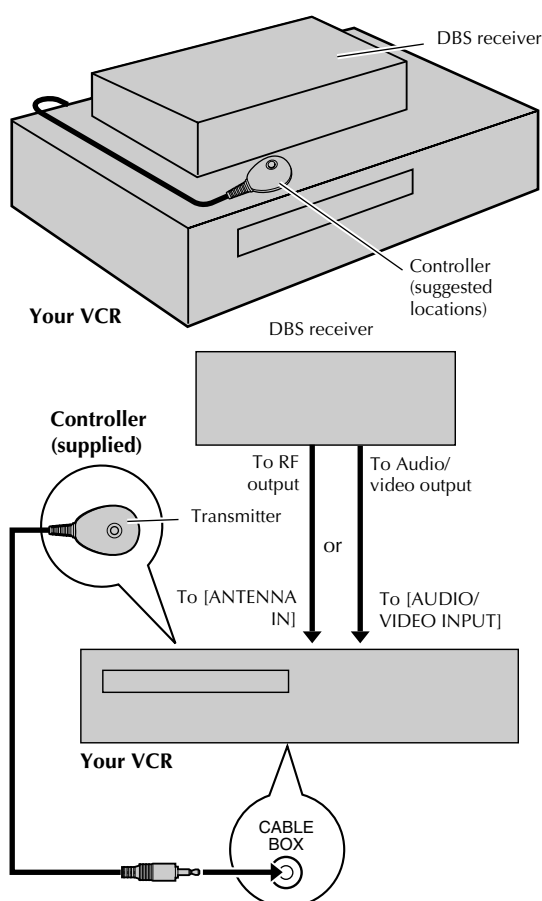 DBS receiver
Controller
(suggested
locations)
Your VCR
DBS receiver
Controller
(supplied)
To RF
output
To Audio/
video output
Transmitter
or
To [ANTENNA
IN]
To [AUDIO/
VIDEO INPUT]
Your VCR
CABLE
BOX